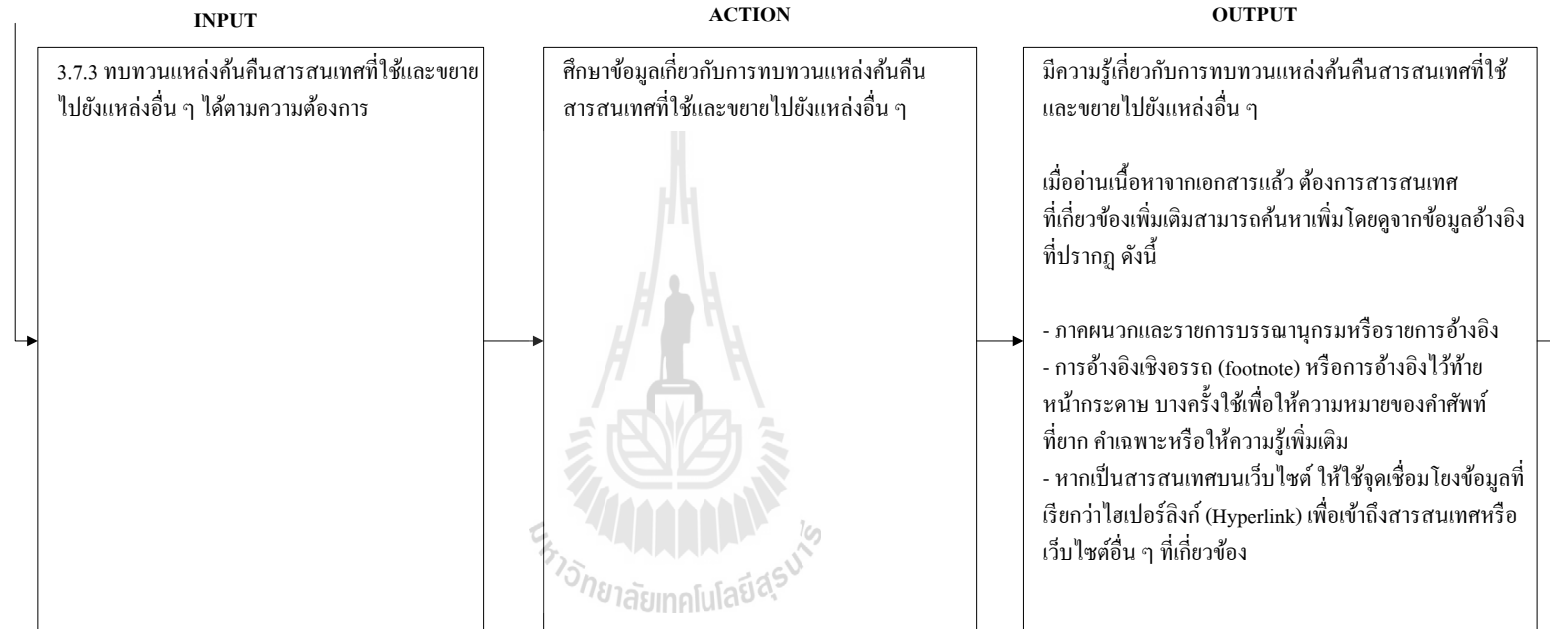 INPUT
ACTION
OUTPUT
3.7.3 ทบทวนแหล่งค้นคืนสารสนเทศที่ใช้และขยาย
ไปยังแหล่งอื่น ๆ ได้ตามความต้องการ
ศึกษาข้อมูลเกี่ยวกับการทบทวนแหล่งค้นคืน
สารสนเทศที่ใช้และขยายไปยังแหล่งอื่น ๆ
มีความรู้เกี่ยวกับการทบทวนแหล่งค้นคืนสารสนเทศที่ใช้
และขยายไปยังแหล่งอื่น ๆ
เมื่ออ่านเนื้อหาจากเอกสารแล้ว ต้องการสารสนเทศ
ที่เกี่ยวข้องเพิ่มเติมสามารถค้นหาเพิ่มโดยดูจากข้อมูลอ้างอิง
ที่ปรากฏ ดังนี้
- ภาคผนวกและรายการบรรณานุกรมหรือรายการอ้างอิง
- การอ้างอิงเชิงอรรถ (footnote) หรือการอ้างอิงไว้ท้าย
หน้ากระดาษ บางครั้งใช้เพื่อให้ความหมายของคำศัพท์
ที่ยาก คำเฉพาะหรือให้ความรู้เพิ่มเติม
- หากเป็นสารสนเทศบนเว็บไซต์ ให้ใช้จุดเชื่อมโยงข้อมูลที่
เรียกว่าไฮเปอร์ลิงก์ (Hyperlink) เพื่อเข้าถึงสารสนเทศหรือ
เว็บไซต์อื่น ๆ ที่เกี่ยวข้อง
มหาวิทยาลัยเทคโนโลยีสุรนารี